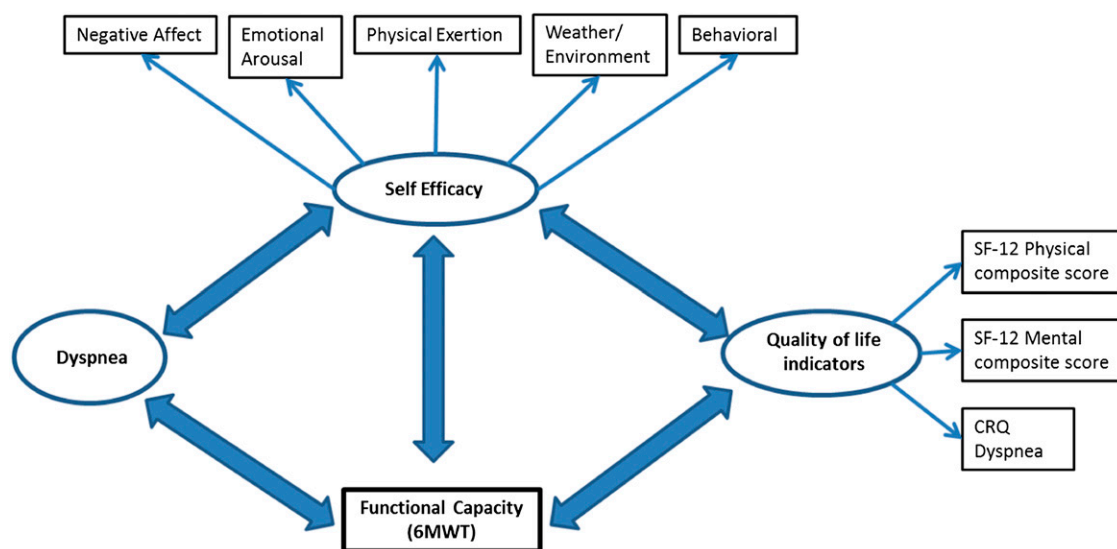 Negative Affect
Emotional
Arousal
Physical Exertion
Weather/
Environment
Behavioral
Self Efficacy
SF-12 Physical
composite score
Dyspnea
Quality of life
indicators
SF-12 Mental
composite score
CRQ
Dyspnea
Functional Capacity
(6MWT)